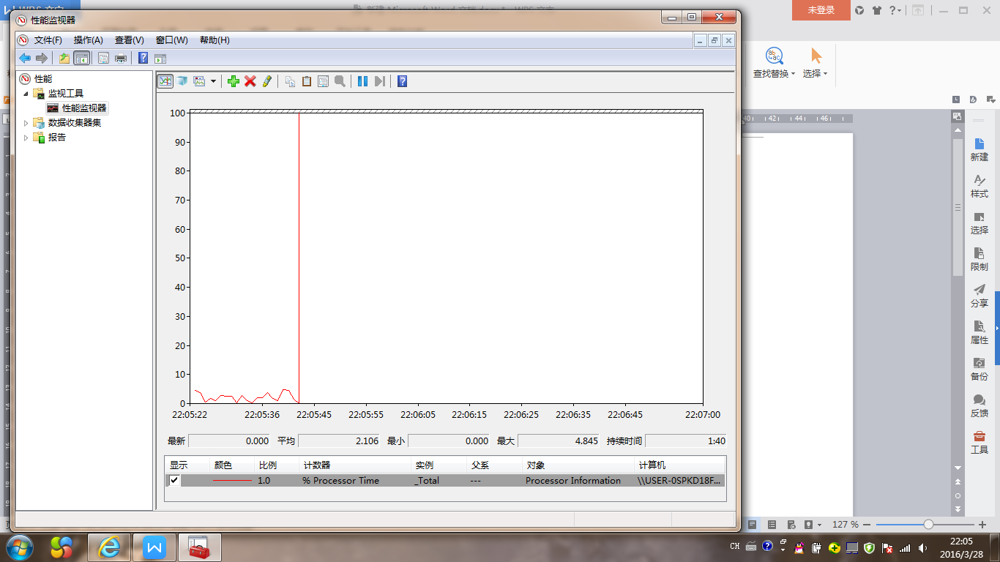 性能监视器
未登录
文件(F) 操作(A) 查看(V) 窗口(W) 帮助(H)
查找替换 选择
性能
监视工具
性能监视器
数据收集器集
报告
100
90
80
70
60
50
40
30
20
10
0
22:05:22 22:05:36 22:05:45 22:05:55 22:06:05 22:06:15 22:06:25 22:06:35 22:06:45 22:07:00
最新 0.000 平均 2.106 最小 0.000 最大 4.845 持续时间 1:40
显示 颜色 比例 计数器 实例 父系 对象 计算机
1.0 % Processor Time _Total --- Processor Information \\USER-0SPKD18F...
40 42 44 46
新建
样式
选择
限制
分享
属性
备份
反馈
工具
127 %
CH
22:05
2016/3/28